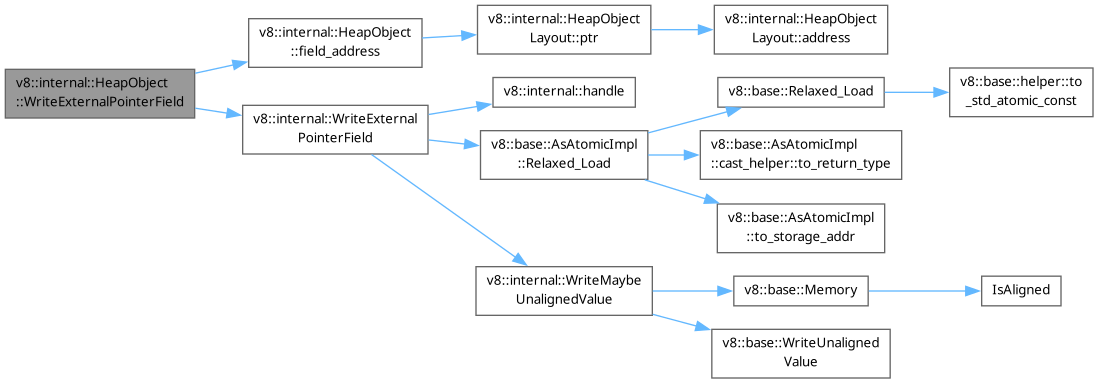 v8::internal::HeapObject
::WriteExternalPointerField
v8::internal::HeapObject
::field_address
v8::internal::HeapObject
Layout::ptr
v8::internal::HeapObject
Layout::address
v8::internal::WriteExternal
PointerField
v8::internal::handle
v8::base::AsAtomicImpl
::Relaxed_Load
v8::base::Relaxed_Load
v8::base::helper::to
_std_atomic_const
v8::base::AsAtomicImpl
::cast_helper::to_return_type
v8::base::AsAtomicImpl
::to_storage_addr
v8::internal::WriteMaybe
UnalignedValue
v8::base::Memory
IsAligned
v8::base::WriteUnaligned
Value